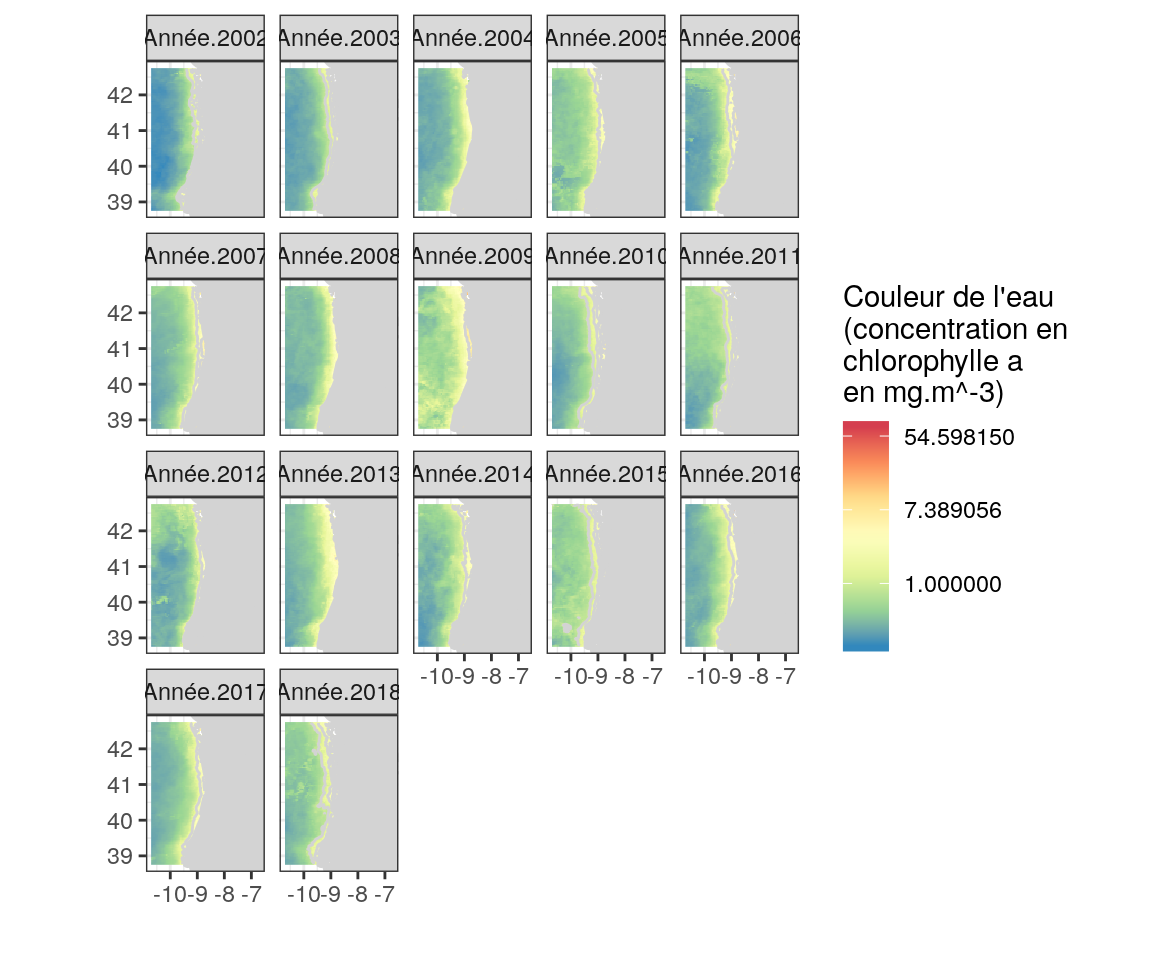 Année.2002 Année.2003 Année.2004 Année.2005 Année.2006
42
41
40
39
Année.2007 Année.2008 Année.2009 Année.2010 Année.2011
42
41
40
39
Couleur de l'eau
(concentration en
chlorophylle a
en mg.m^-3)
54.598150
7.389056
1.000000
Année.2012 Année.2013 Année.2014 Année.2015 Année.2016
42
41
40
39
-10 -9 -8 -7 -10 -9 -8 -7 -10 -9 -8 -7
Année.2017 Année.2018
42
41
40
39
-10 -9 -8 -7 -10 -9 -8 -7